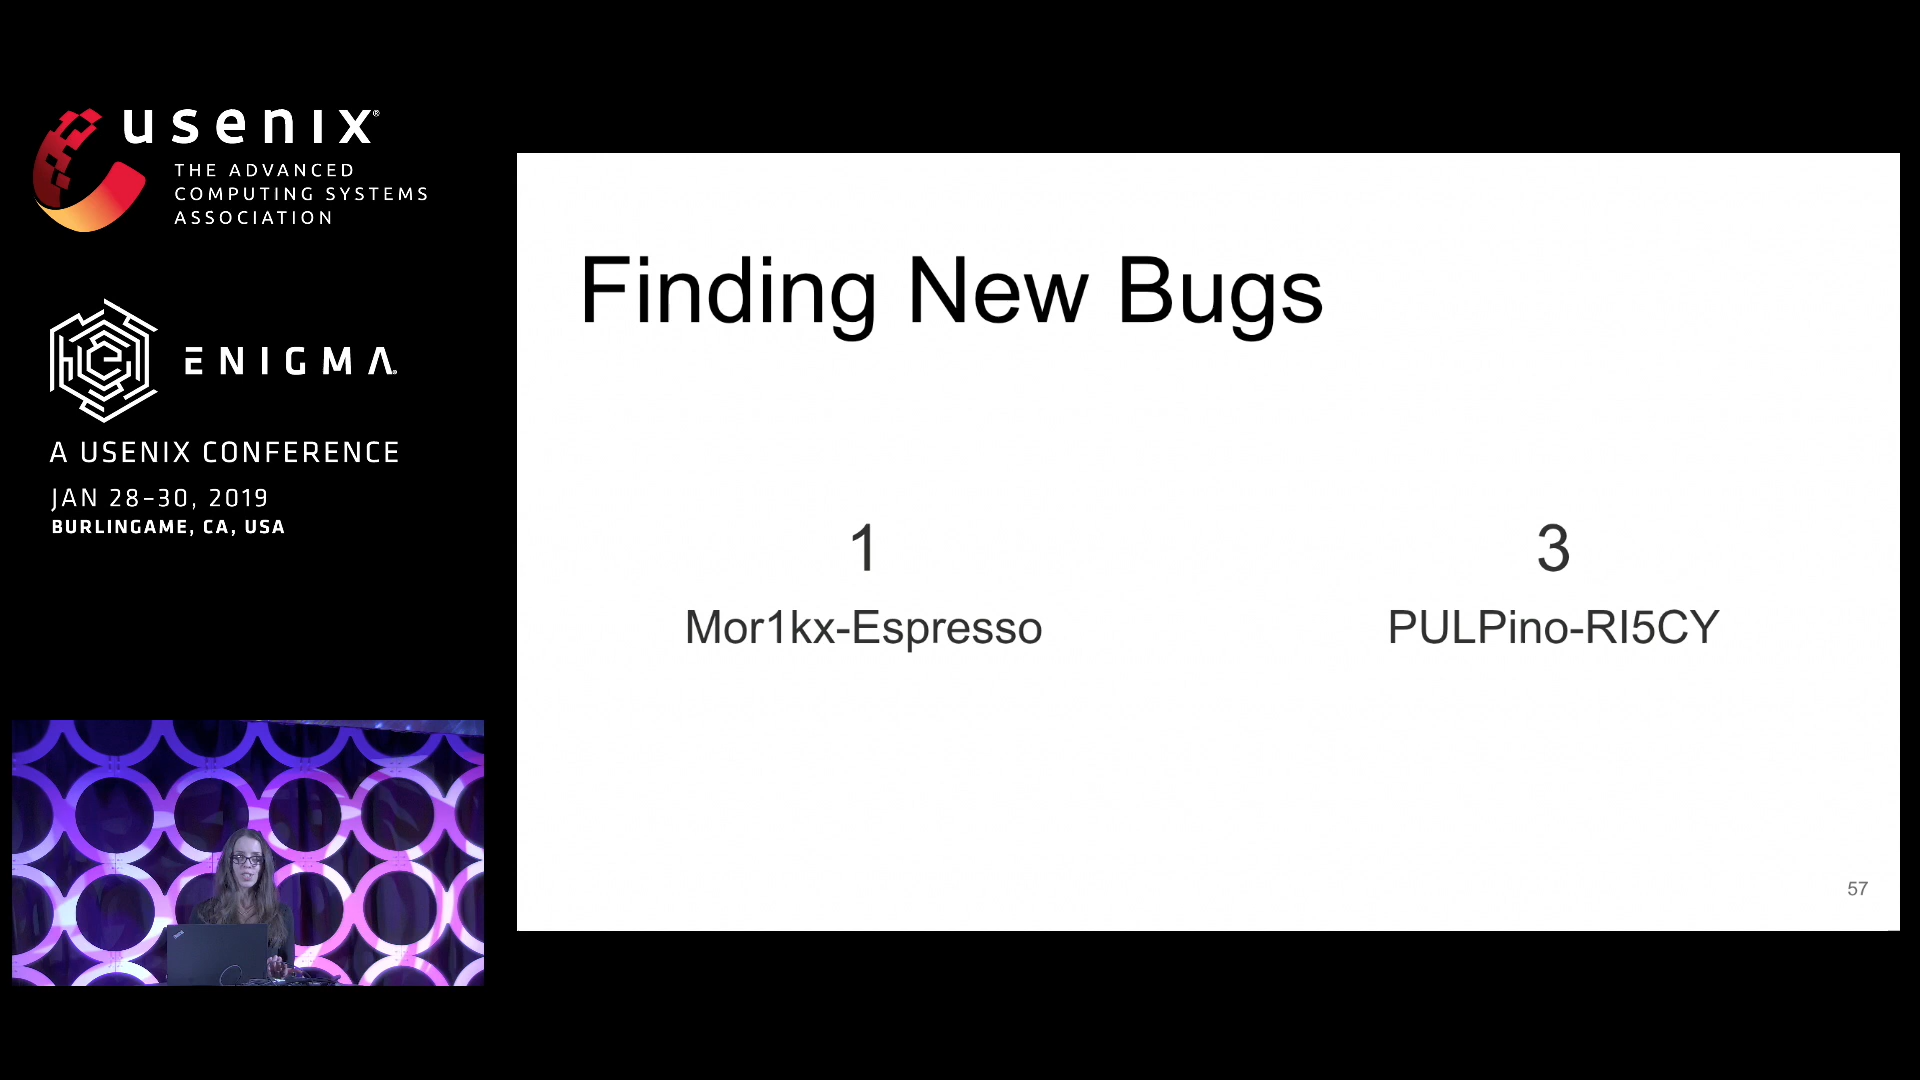 usenix®
THE ADVANCED
COMPUTING SYSTEMS
ASSOCIATION
ENIGMA®
A USENIX CONFERENCE
JAN 28–30, 2019
BURLINGAME, CA, USA
Finding New Bugs
1
Mor1kx-Espresso
3
PULPino-RI5CY
57